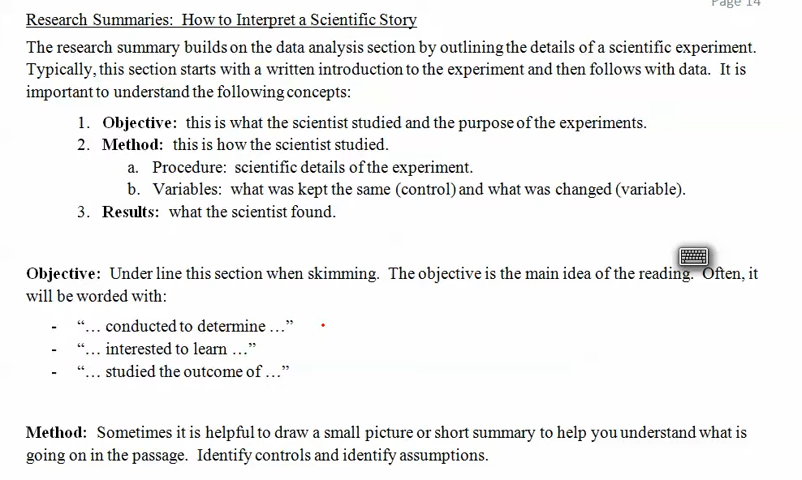 Page 14
Research Summaries: How to Interpret a Scientific Story
The research summary builds on the data analysis section by outlining the details of a scientific experiment.
Typically, this section starts with a written introduction to the experiment and then follows with data. It is
important to understand the following concepts:
1. Objective: this is what the scientist studied and the purpose of the experiments.
2. Method: this is how the scientist studied.
a. Procedure: scientific details of the experiment.
b. Variables: what was kept the same (control) and what was changed (variable).
3. Results: what the scientist found.
Objective: Under line this section when skimming. The objective is the main idea of the reading. Often, it
will be worded with:
- “… conducted to determine …”
- “… interested to learn …”
- “… studied the outcome of …”
Method: Sometimes it is helpful to draw a small picture or short summary to help you understand what is
going on in the passage. Identify controls and identify assumptions.